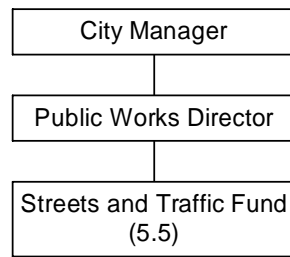 City Manager
Public Works Director
Streets and Traffic Fund
(5.5)